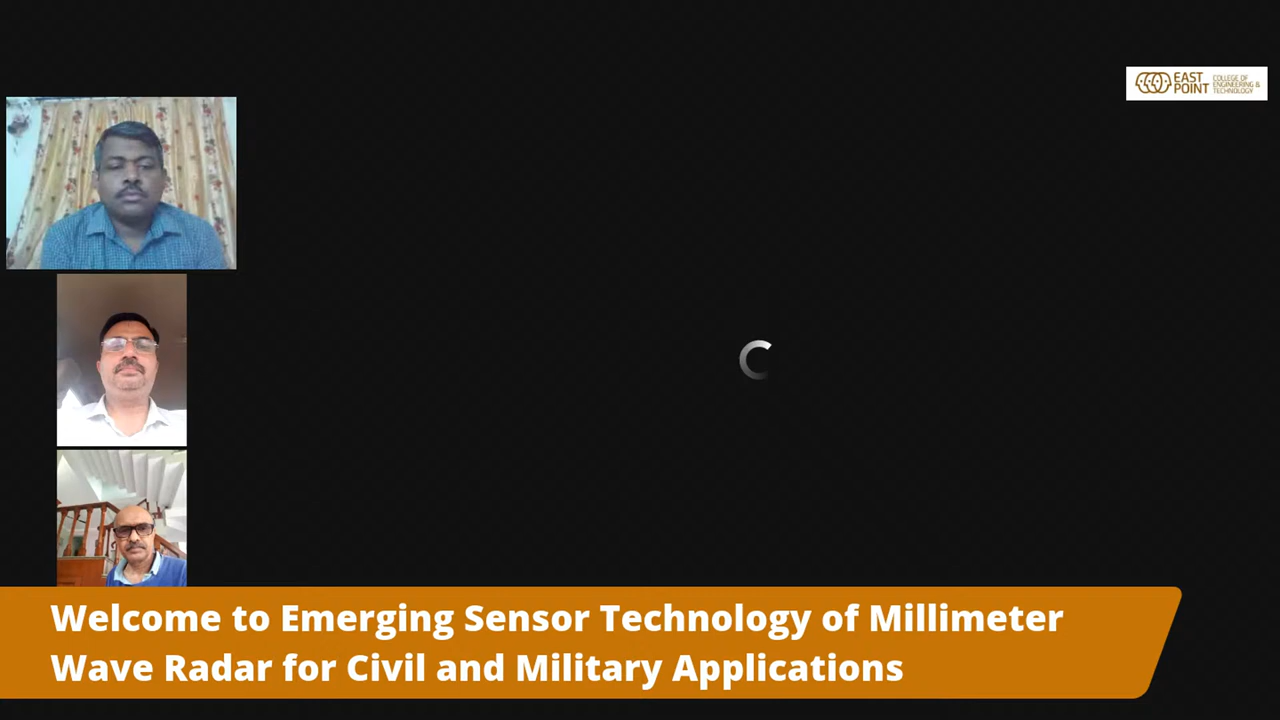 EAST
POINT
COLLEGE OF
ENGINEERING &
TECHNOLOGY
Welcome to Emerging Sensor Technology of Millimeter
Wave Radar for Civil and Military Applications